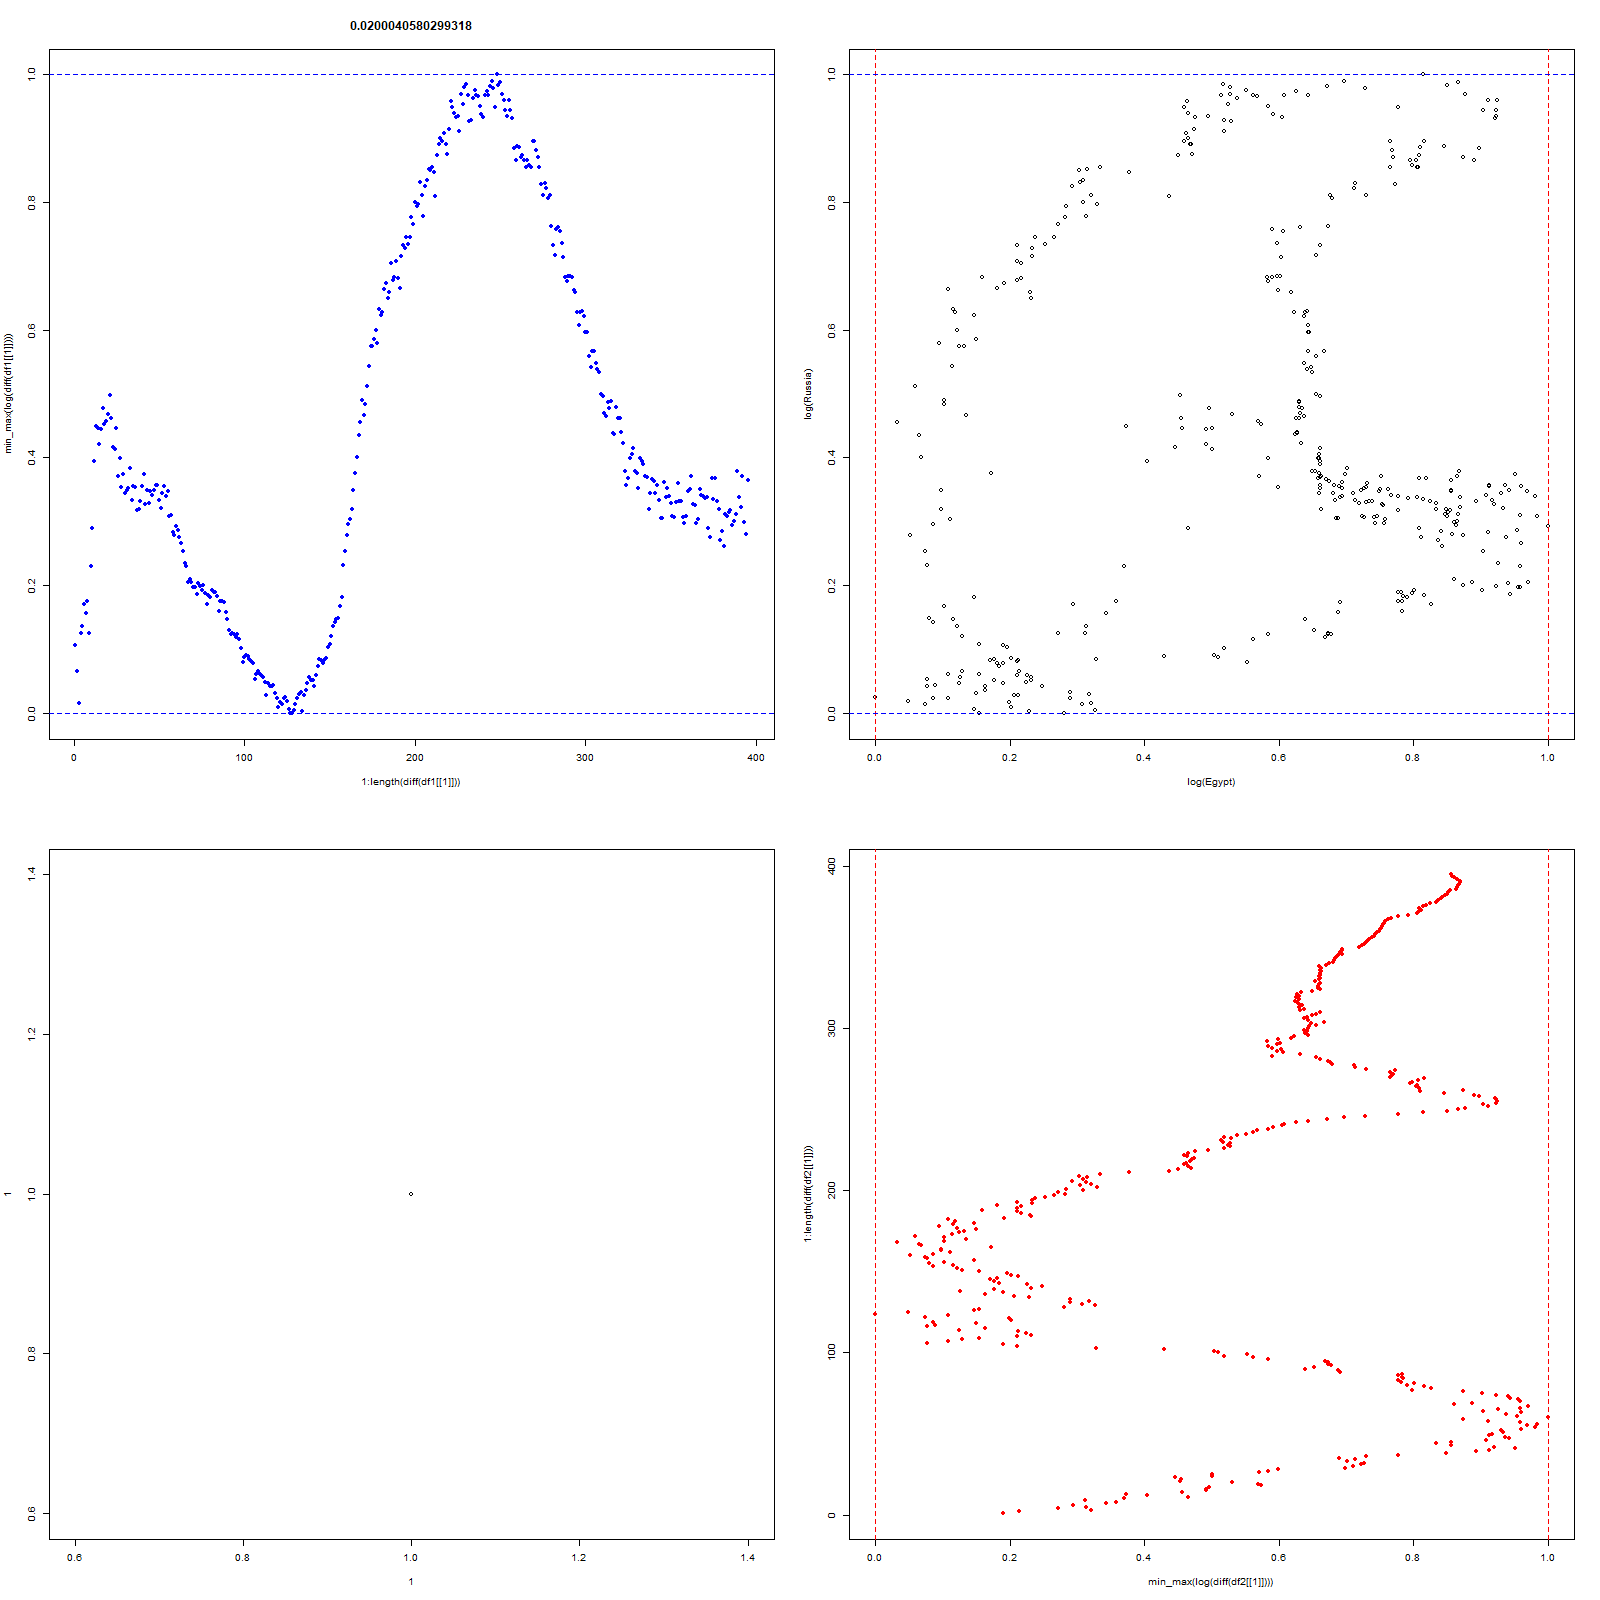 0.0200040580299318
min_max(log(diff(df1[[1]])))
1.0
0.8
0.6
0.4
0.2
0.0
0 100 200 300 400
1:length(diff(df1[[1]]))
log(Russia)
1.0
0.8
0.6
0.4
0.2
0.0
0.0 0.2 0.4 0.6 0.8 1.0
log(Egypt)
1
1.4
1.2
1.0
0.8
0.6
0.6 0.8 1.0 1.2 1.4
1
1:length(diff(df2[[1]]))
400
300
200
100
0
0.0 0.2 0.4 0.6 0.8 1.0
min_max(log(diff(df2[[1]])))